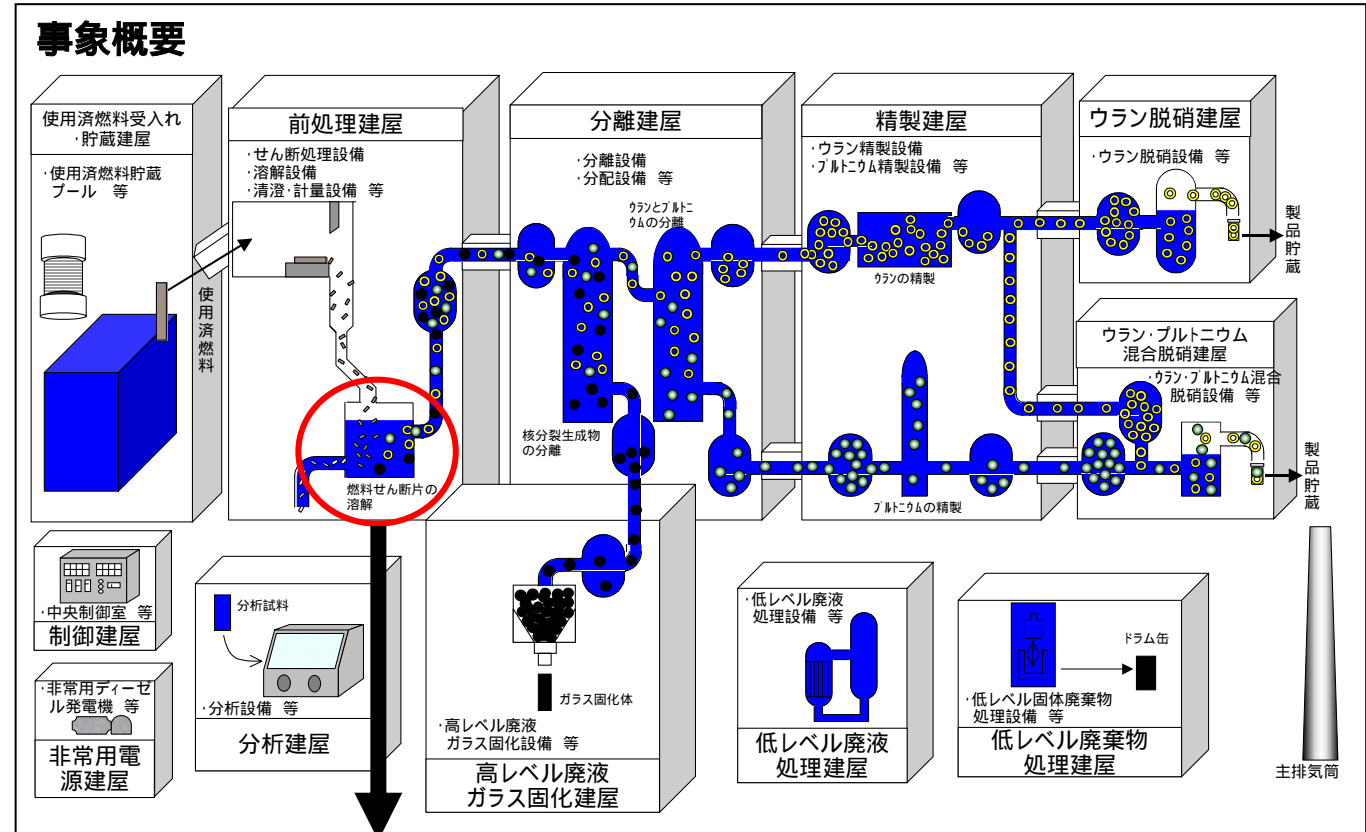 事象概要
使用済燃料受入れ
・貯蔵建屋
・使用済燃料貯蔵
プール 等
使用済燃料
前処理建屋
・せん断処理設備
・溶解設備
・清澄・計量設備 等
燃料せん断片の
溶解
分離建屋
・分離設備
・分配設備 等
ウランとプルトニ
ウムの分離
核分裂生成物
の分離
精製建屋
・ウラン精製設備
・プルトニウム精製設備 等
ウランの精製
プルトニウムの精製
ウラン脱硝建屋
・ウラン脱硝設備 等
製品貯蔵
ウラン・プルトニウム
混合脱硝建屋
・ウラン・プルトニウム混合
脱硝設備 等
製品貯蔵
・中央制御室 等
制御建屋
・非常用ディーゼ
ル発電機 等
非常用電
源建屋
分析試料
・分析設備 等
分析建屋
ガラス固化体
・高レベル廃液
ガラス固化設備 等
高レベル廃液
ガラス固化建屋
・低レベル廃液
処理設備 等
低レベル廃液
処理建屋
ドラム缶
・低レベル固体廃棄物
処理設備 等
低レベル廃棄物
処理建屋
主排気筒